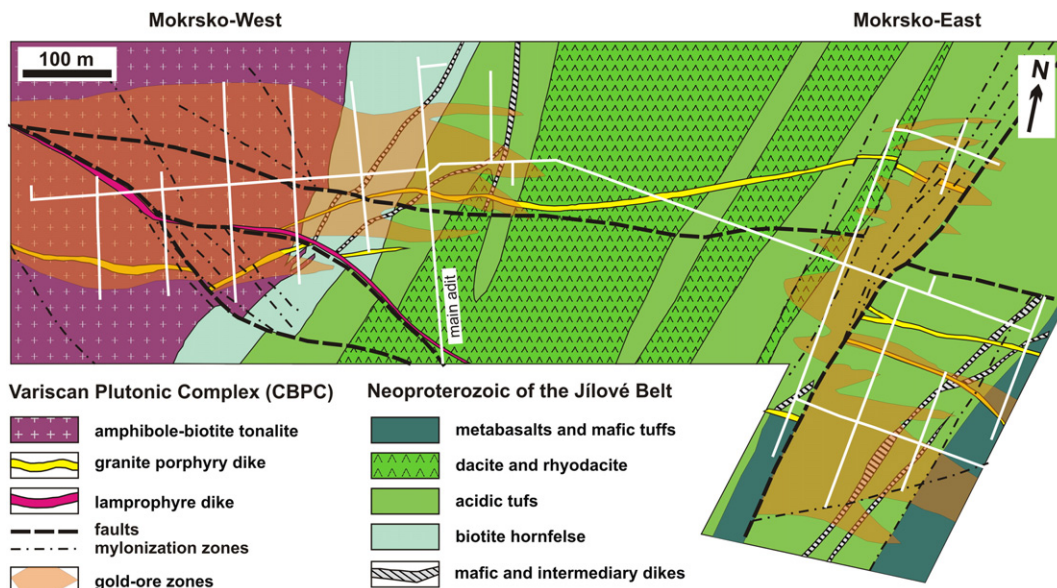 Mokrsko-West
Mokrsko-East
100 m
N
main adit
Variscan Plutonic Complex (CBPC)
amphibole-biotite tonalite
granite porphyry dike
lamprophyre dike
faults
mylonization zones
gold-ore zones
Neoproterozoic of the Jílové Belt
metabasalts and mafic tuffs
dacite and rhyodacite
acidic tufs
biotite hornfelse
mafic and intermediary dikes